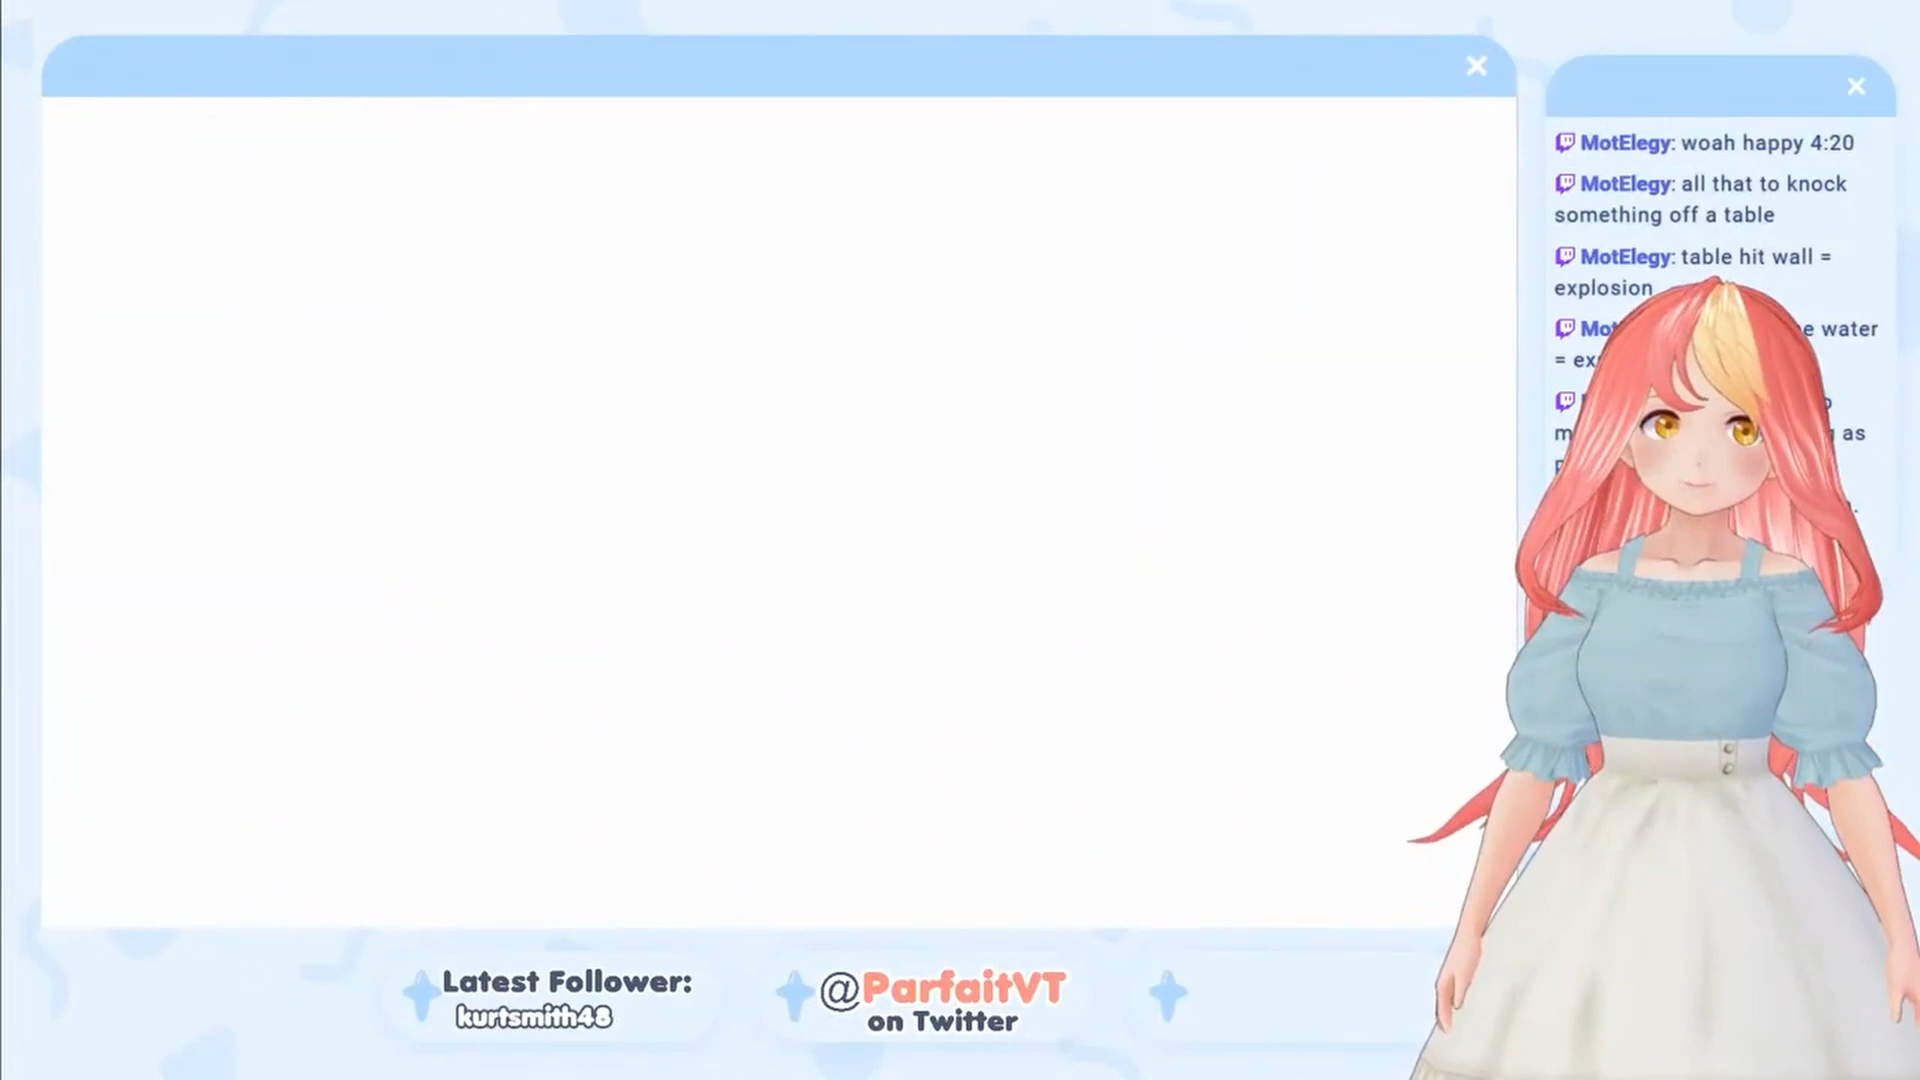 MotElegy: woah happy 4:20
MotElegy: all that to knock
something off a table
MotElegy: table hit wall =
explosion
water
as
Latest Follower:
kurtsmith48
@ParfaitVT
on Twitter